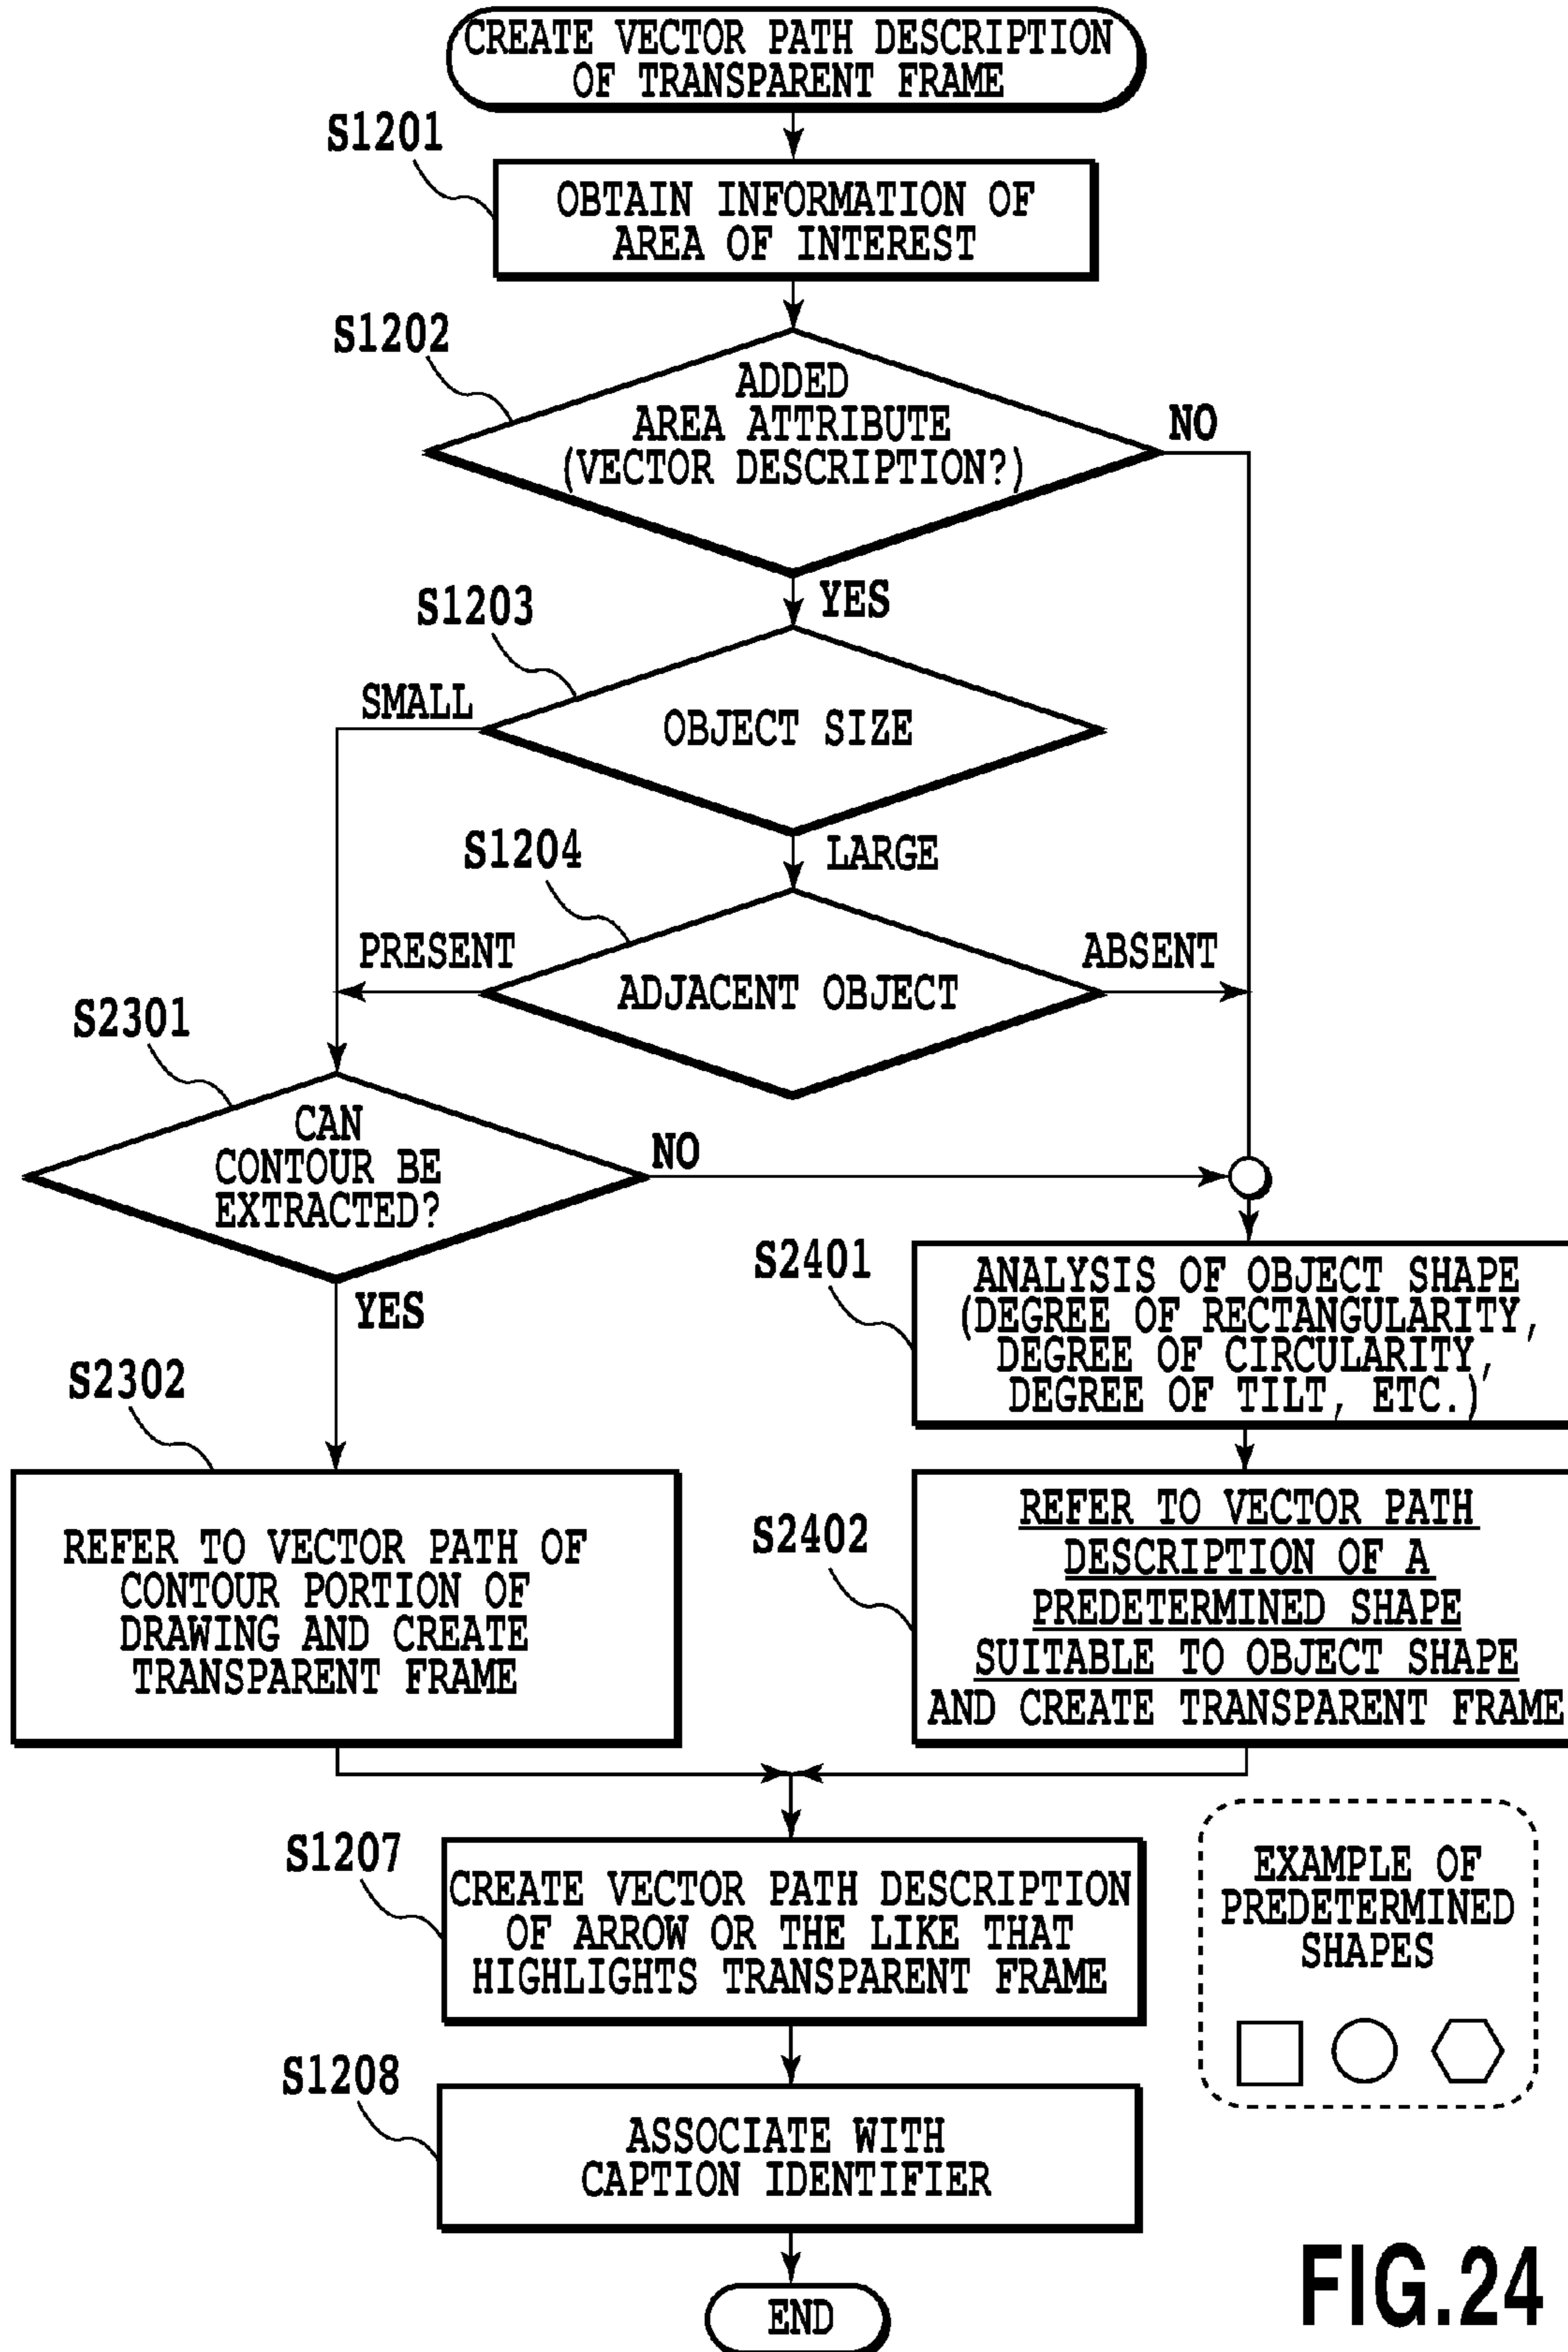 CREATE VECTOR PATH DESCRIPTION
OF TRANSPARENT FRAME
S1201
OBTAIN INFORMATION OF
AREA OF INTEREST
S1202
ADDED
AREA ATTRIBUTE
(VECTOR DESCRIPTION?)
NO
YES
S1203
SMALL
OBJECT SIZE
LARGE
S1204
PRESENT
ADJACENT OBJECT
ABSENT
S2301
CAN
CONTOUR BE
EXTRACTED?
NO
YES
S2401
ANALYSIS OF OBJECT SHAPE
(DEGREE OF RECTANGULARITY,
DEGREE OF CIRCULARITY,
DEGREE OF TILT, ETC.)
S2302
REFER TO VECTOR PATH OF
CONTOUR PORTION OF
DRAWING AND CREATE
TRANSPARENT FRAME
S2402
REFER TO VECTOR PATH
DESCRIPTION OF A
PREDETERMINED SHAPE
SUITABLE TO OBJECT SHAPE
AND CREATE TRANSPARENT FRAME
S1207
CREATE VECTOR PATH DESCRIPTION
OF ARROW OR THE LIKE THAT
HIGHLIGHTS TRANSPARENT FRAME
EXAMPLE OF
PREDETERMINED
SHAPES
S1208
ASSOCIATE WITH
CAPTION IDENTIFIER
END
FIG.24